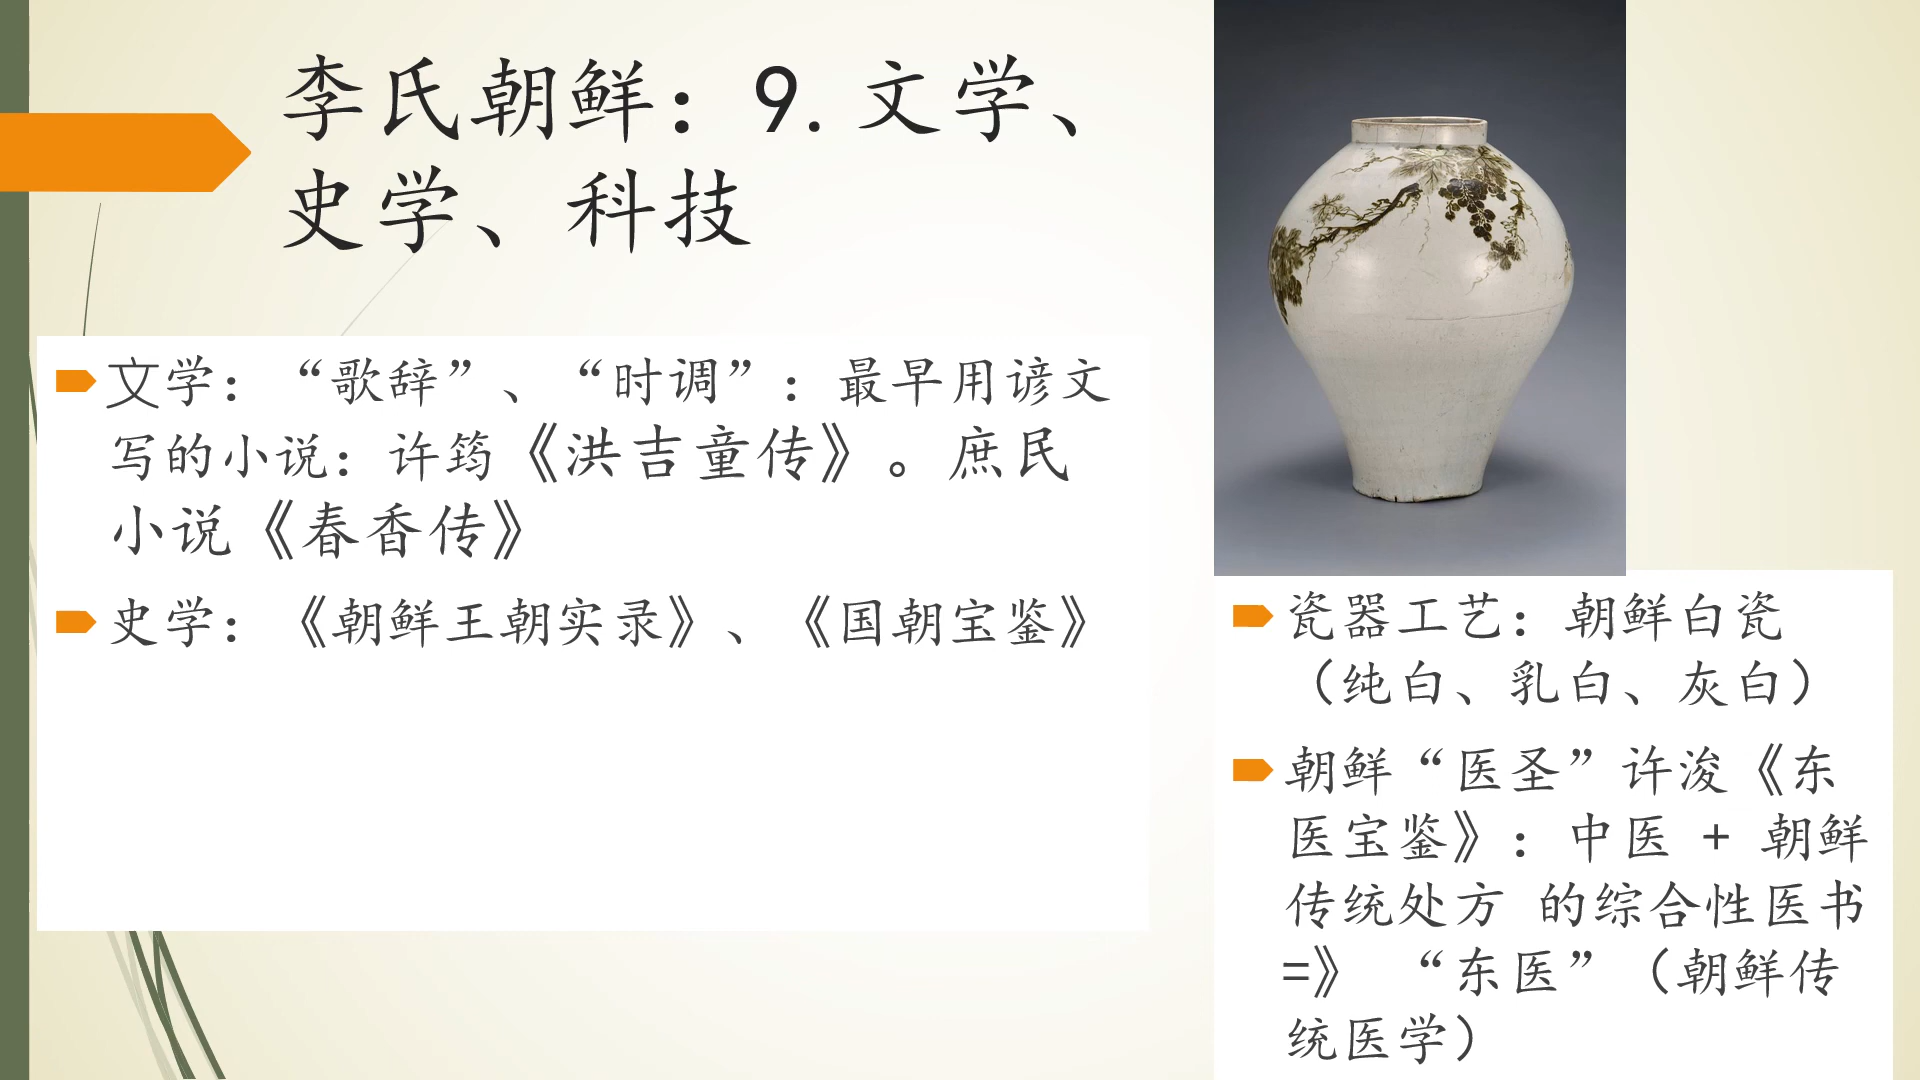 李氏朝鲜：9.文学、
史学、科技
文学：“歌辞”、“时调”：最早用谚文
写的小说：许筠《洪吉童传》。庶民
小说《春香传》
史学：《朝鲜王朝实录》、《国朝宝鉴》
瓷器工艺：朝鲜白瓷
（纯白、乳白、灰白）
朝鲜“医圣”许浚《东
医宝鉴》：中医 + 朝鲜
传统处方 的综合性医书
=》 “东医”（朝鲜传
统医学）